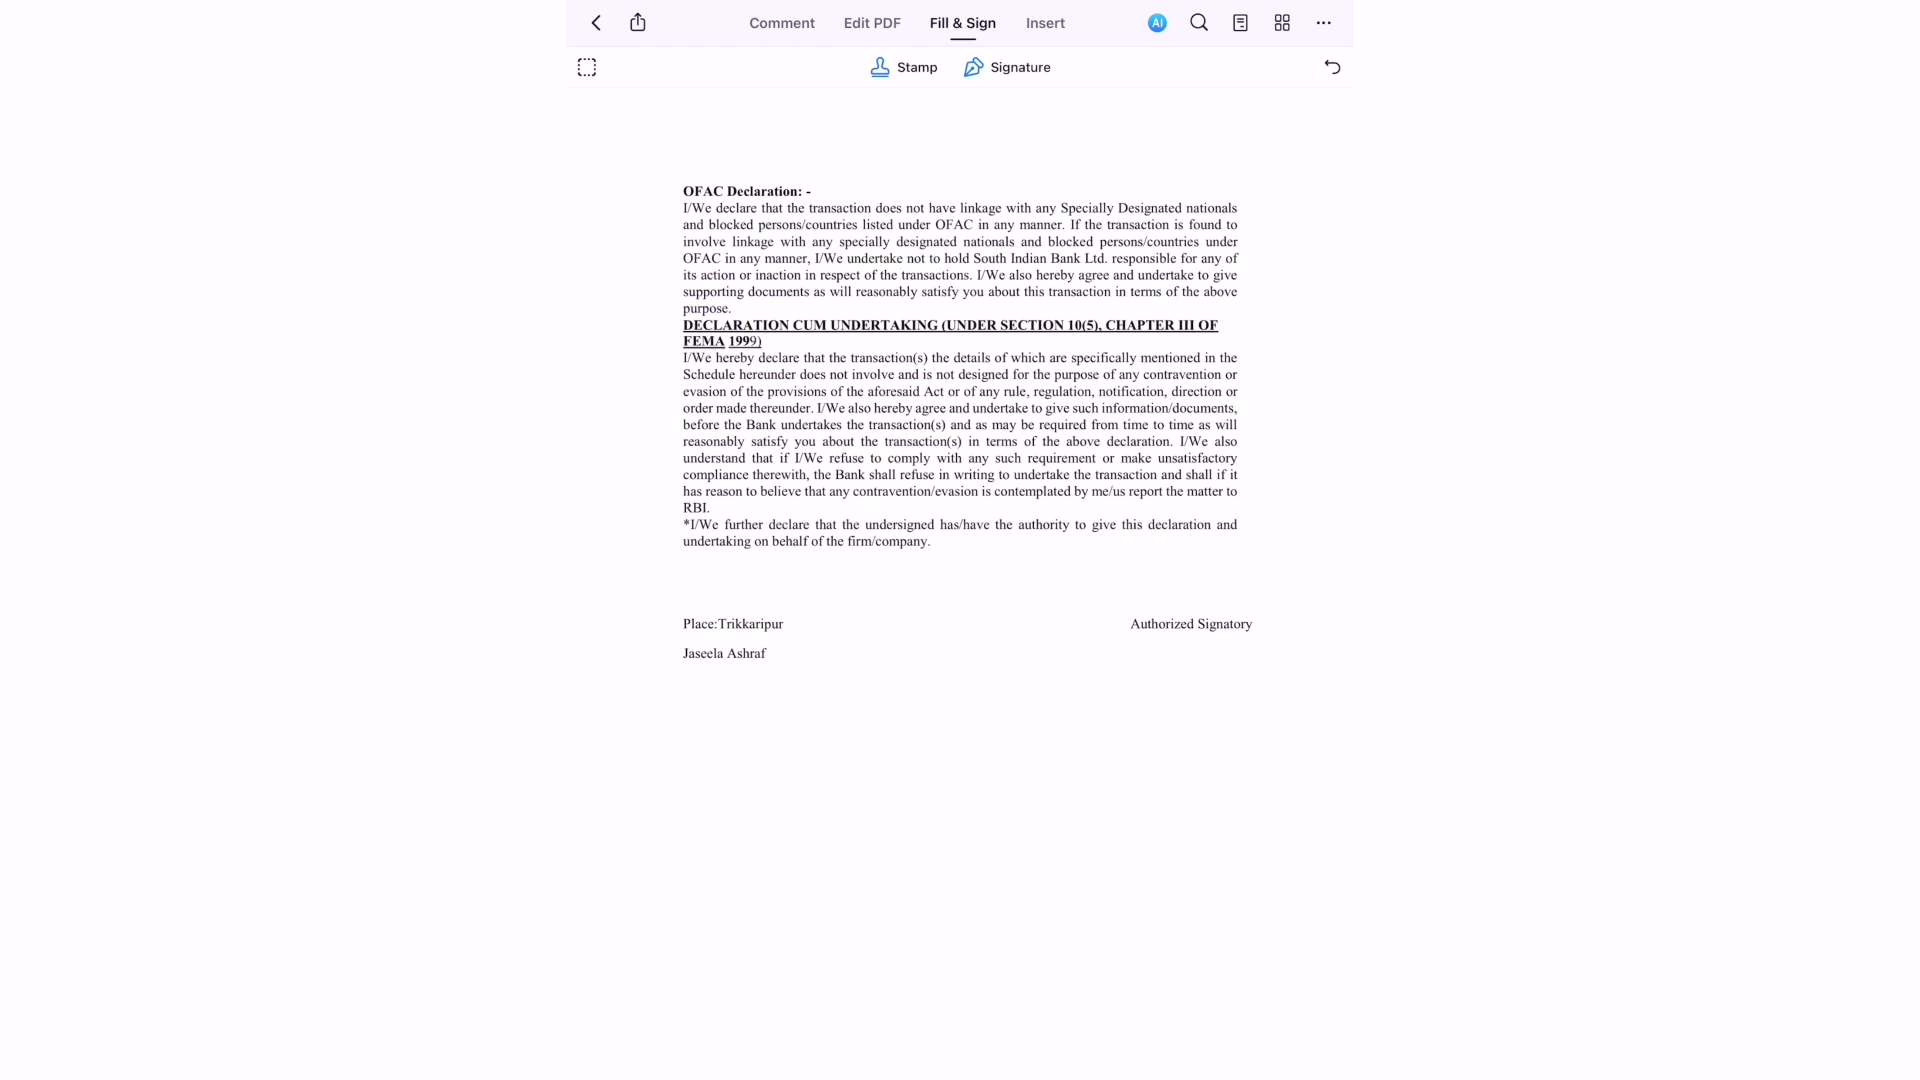 Comment Edit PDF Fill & Sign Insert AI
Stamp Signature
OFAC Declaration: -
I/We declare that the transaction does not have linkage with any Specially Designated nationals
and blocked persons/countries listed under OFAC in any manner. If the transaction is found to
involve linkage with any specially designated nationals and blocked persons/countries under
OFAC in any manner, I/We undertake not to hold South Indian Bank Ltd. responsible for any of
its action or inaction in respect of the transactions. I/We also hereby agree and undertake to give
supporting documents as will reasonably satisfy you about this transaction in terms of the above
purpose.
DECLARATION CUM UNDERTAKING (UNDER SECTION 10(5), CHAPTER III OF
FEMA 1999)
I/We hereby declare that the transaction(s) the details of which are specifically mentioned in the
Schedule hereunder does not involve and is not designed for the purpose of any contravention or
evasion of the provisions of the aforesaid Act or of any rule, regulation, notification, direction or
order made thereunder. I/We also hereby agree and undertake to give such information/documents,
before the Bank undertakes the transaction(s) and as may be required from time to time as will
reasonably satisfy you about the transaction(s) in terms of the above declaration. I/We also
understand that if I/We refuse to comply with any such requirement or make unsatisfactory
compliance therewith, the Bank shall refuse in writing to undertake the transaction and shall if it
has reason to believe that any contravention/evasion is contemplated by me/us report the matter to
RBI.
*I/We further declare that the undersigned has/have the authority to give this declaration and
undertaking on behalf of the firm/company.
Place:Trikkaripur Authorized Signatory
Jaseela Ashraf